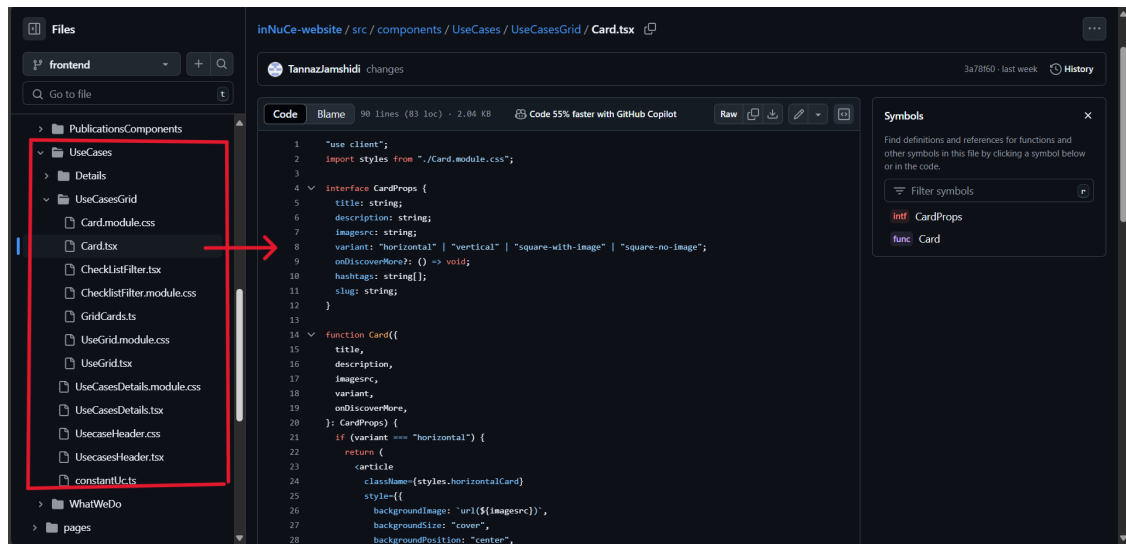 Files
frontend
Go to file
t
PublicationsComponents
UseCases
Details
UseCasesGrid
Card.module.css
Card.tsx
CheckListFilter.tsx
ChecklistFilter.module.css
GridCards.ts
UseGrid.module.css
UseGrid.tsx
UseCasesDetails.module.css
UseCasesDetails.tsx
UsecaseHeader.css
UsecasesHeader.tsx
constantUc.ts
WhatWeDo
pages
inNuCe-website / src / components / UseCases / UseCasesGrid / Card.tsx
TannazJamshidi changes
3a78f60 · last week History
Code Blame 90 lines (83 loc) · 2.04 KB Code 55% faster with GitHub Copilot Raw
1 "use client";
2 import styles from "./Card.module.css";
3
4 interface CardProps {
5 title: string;
6 description: string;
7 imagesrc: string;
8 variant: "horizontal" | "vertical" | "square-with-image" | "square-no-image";
9 onDiscoverMore?: () => void;
10 hashtags: string[];
11 slug: string;
12 }
13
14 function Card({
15 title,
16 description,
17 imagesrc,
18 variant,
19 onDiscoverMore,
20 }: CardProps) {
21 if (variant === "horizontal") {
22 return (
23 <article
24 className={styles.horizontalCard}
25 style={{
26 backgroundImage: `url(${imagesrc})`,
27 backgroundSize: "cover",
28 backgroundPosition: "center",
Symbols
Find definitions and references for functions and
other symbols in this file by clicking a symbol below
or in the code.
Filter symbols
r
intf CardProps
func Card